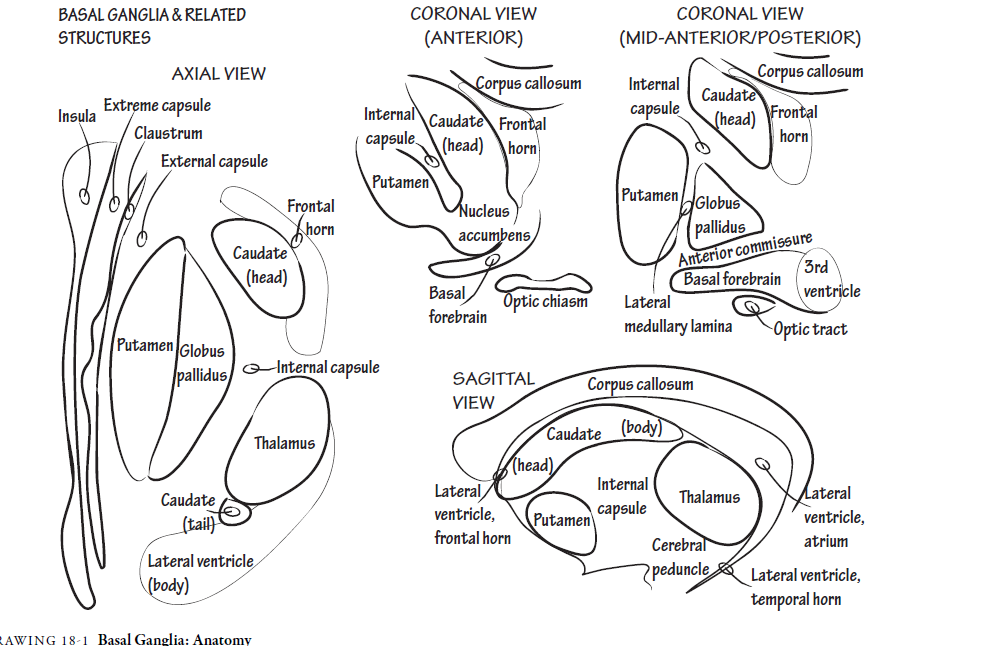 BASAL GANGLIA & RELATED
STRUCTURES
AXIAL VIEW
Insula
Extreme capsule
Claustrum
External capsule
Frontal
horn
Caudate
(head)
Putamen
Globus
pallidus
Internal capsule
Thalamus
Caudate
(tail)
Lateral ventricle
(body)
CORONAL VIEW
(ANTERIOR)
Corpus callosum
Internal
capsule
Caudate
(head)
Frontal
horn
Putamen
Nucleus
accumbens
Basal
forebrain
Optic chiasm
CORONAL VIEW
(MID-ANTERIOR/POSTERIOR)
Corpus callosum
Internal
capsule
Caudate
(head)
Frontal
horn
Putamen
Globus
pallidus
Anterior commissure
Basal forebrain
3rd
ventricle
Lateral
medullary lamina
Optic tract
SAGITTAL
VIEW
Corpus callosum
Caudate (body)
(head)
Lateral
ventricle,
frontal horn
Internal
capsule
Thalamus
Putamen
Cerebral
peduncle
Lateral
ventricle,
atrium
Lateral ventricle,
temporal horn
RAWING 18-1 Basal Ganglia: Anatomy